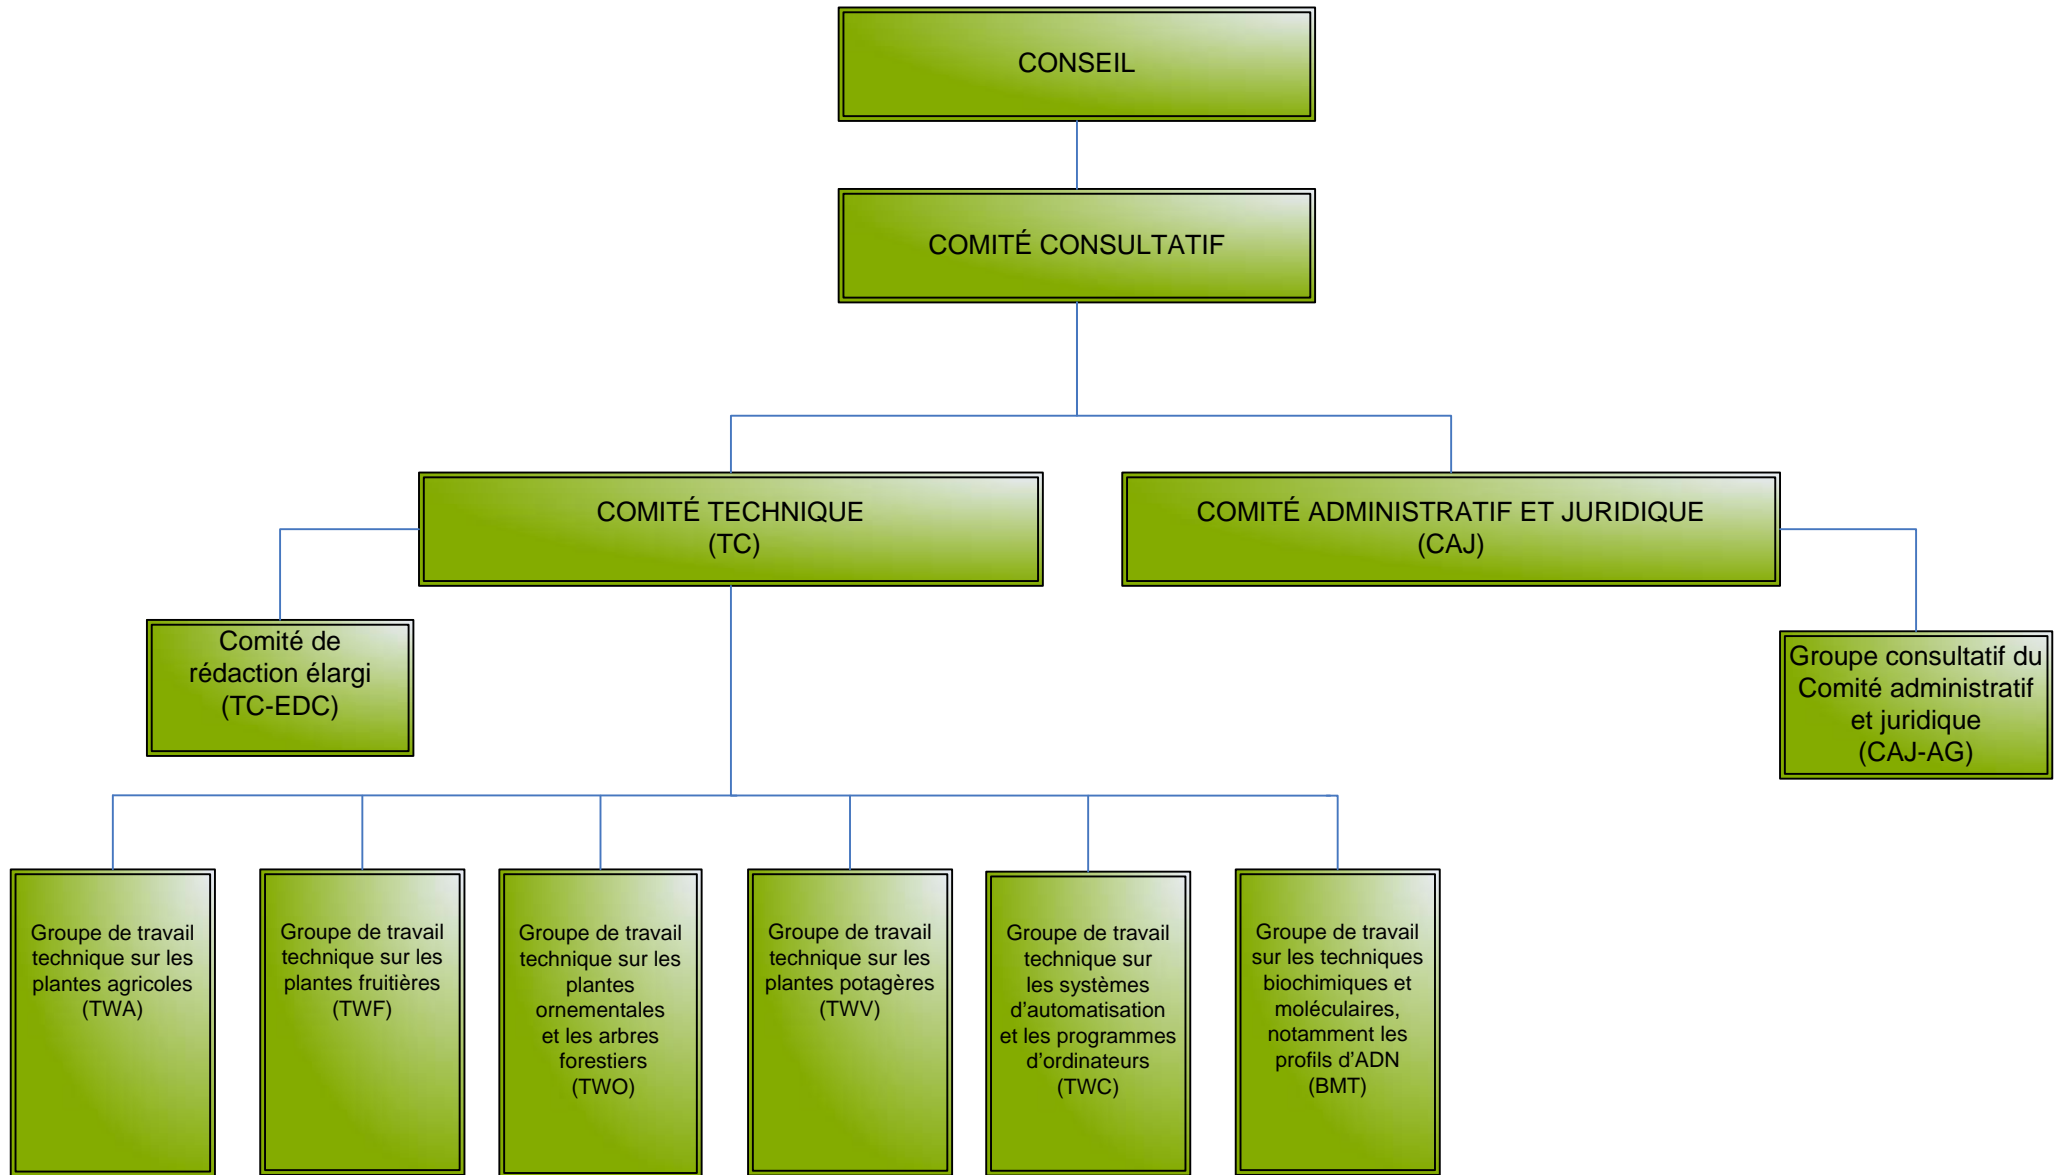 CONSEIL
COMITÉ CONSULTATIF
COMITÉ TECHNIQUE
(TC)
COMITÉ ADMINISTRATIF ET JURIDIQUE
(CAJ)
Comité de
rédaction élargi
(TC-EDC)
Groupe consultatif du
Comité administratif
et juridique
(CAJ-AG)
Groupe de travail
technique sur les
plantes agricoles
(TWA)
Groupe de travail
technique sur les
plantes fruitières
(TWF)
Groupe de travail
technique sur les
plantes
ornementales
et les arbres
forestiers
(TWO)
Groupe de travail
technique sur les
plantes potagères
(TWV)
Groupe de travail
technique sur
les systèmes
d’automatisation
et les programmes
d’ordinateurs
(TWC)
Groupe de travail
sur les techniques
biochimiques et
moléculaires,
notamment les
profils d’ADN
(BMT)